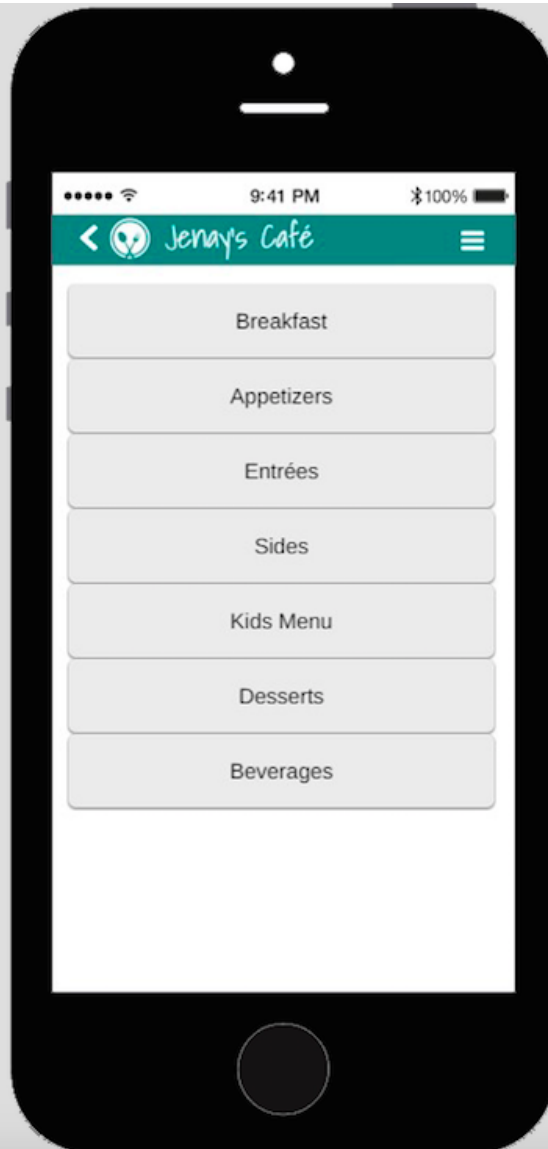 9:41 PM 100%
Jenay's Café
Breakfast
Appetizers
Entrées
Sides
Kids Menu
Desserts
Beverages